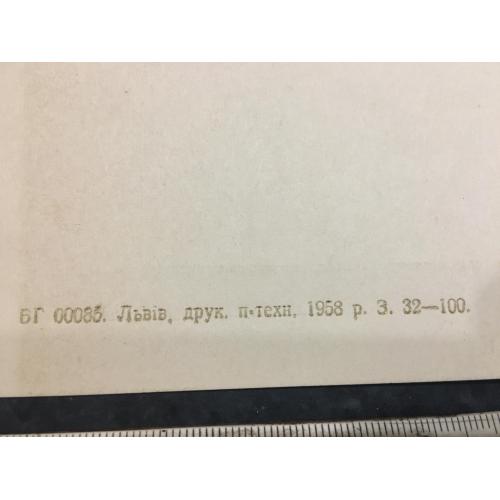 БГ 00085. Львів, друк. п-техн, 1958 р. З. 32—100.